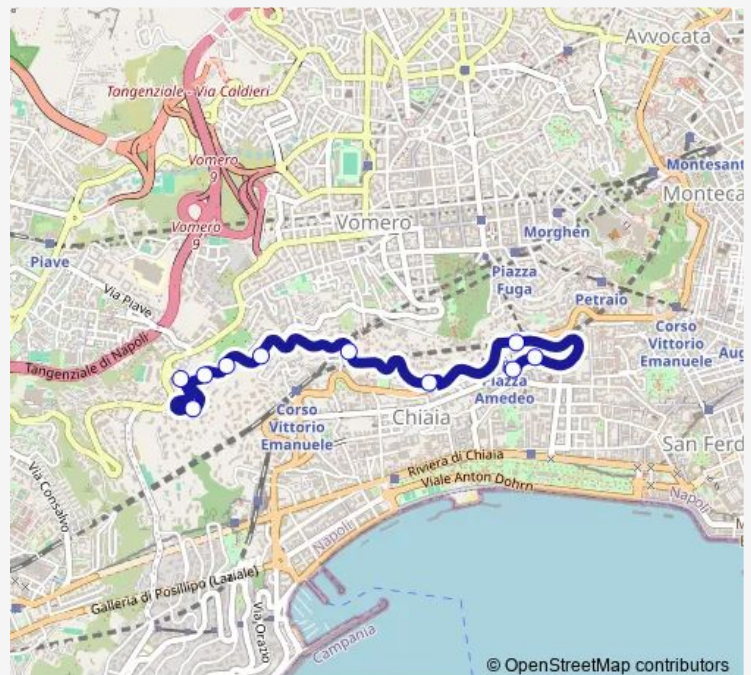 Avvocata
Tangenziale - Via Caldieri
Vomero
9
Montesant
Monteca
Vomero
9
Vomero
Morghen
Piave
Piazza
Fuga
Via Piave
Petraio
Corso
Vittorio
Emanuele
Aug
Tangenziale di Napoli
Piazza
Amedeo
Corso
Vittorio
Emanuele
Chiaia
San Ferd
Riviera di Chiaia
Viale Anton Dohrn
Napoli
Via Consalvo
Napoli
Galleria di Posillipo (Laziale)
Via Orazio
Campania
© OpenStreetMap contributors